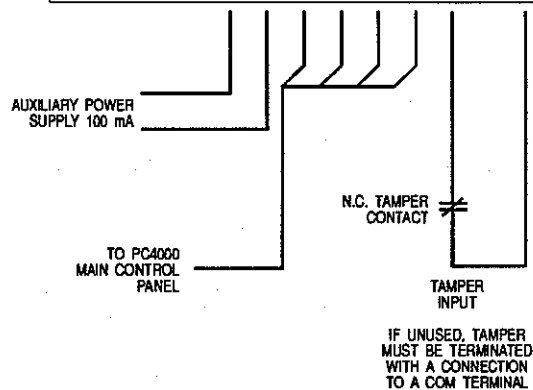 AUXILIARY POWER
SUPPLY 100 mA
N.C. TAMPER
CONTACT
TO PC4000
MAIN CONTROL
PANEL
TAMPER
INPUT
IF UNUSED, TAMPER
MUST BE TERMINATED
WITH A CONNECTION
TO A COM TERMINAL